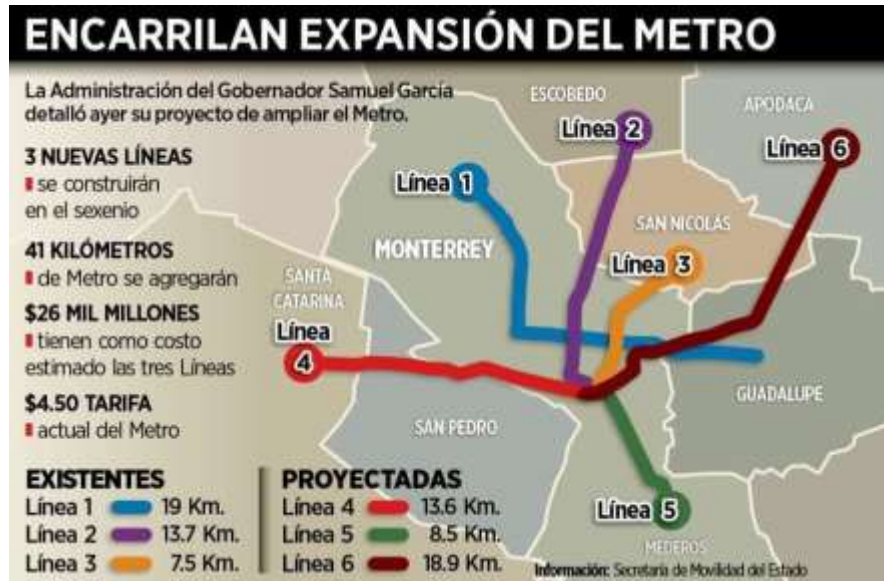 ENCARRILAN EXPANSIÓN DEL METRO
La Administración del Gobernador Samuel García
detalló ayer su proyecto de ampliar el Metro.
3 NUEVAS LÍNEAS
se construirán
en el sexenio
41 KILÓMETROS
de Metro se agregarán
$26 MIL MILLONES
tienen como costo
estimado las tres Líneas
$4.50 TARIFA
actual del Metro
ESCOBEDO
APODACA
Línea 2
Línea 6
Línea 1
SAN NICOLÁS
MONTERREY
Línea 3
SANTA
CATARINA
Línea
4
GUADALUPE
SAN PEDRO
Línea 5
MEDEROS
EXISTENTES
Línea 1 19 Km.
Línea 2 13.7 Km.
Línea 3 7.5 Km.
PROYECTADAS
Línea 4 13.6 Km.
Línea 5 8.5 Km.
Línea 6 18.9 Km.
Información: Secretaría de Movilidad del Estado